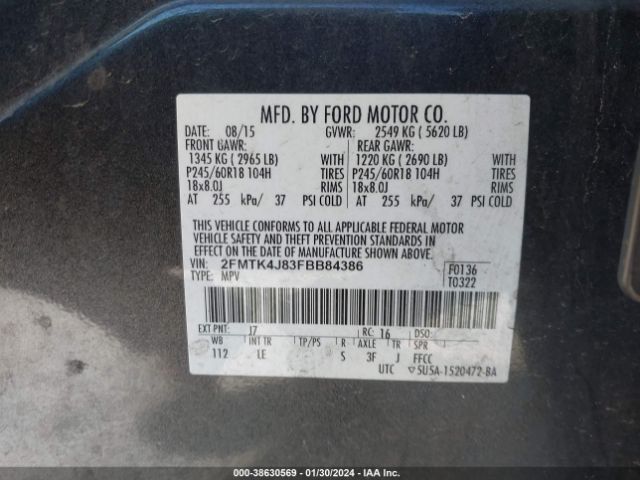 MFD. BY FORD MOTOR CO.
DATE: 08/15 GVWR: 2549 KG ( 5620 LB)
FRONT GAWR: REAR GAWR:
1345 KG ( 2965 LB) WITH 1220 KG ( 2690 LB) WITH
P245/60R18 104H TIRES P245/60R18 104H TIRES
18x8.0J RIMS 18x8.0J RIMS
AT 255 kPa/ 37 PSI COLD AT 255 kPa/ 37 PSI COLD
THIS VEHICLE CONFORMS TO ALL APPLICABLE FEDERAL MOTOR
VEHICLE SAFETY AND THEFT PREVENTION STANDARDS IN
EFFECT ON THE DATE OF MANUFACTURE SHOWN ABOVE.
VIN: 2FMTK4J83FBB84386
TYPE: MPV
F0136
T0322
EXT PNT: J7 RC: 16 DSO:
WB INT TR TP/PS R AXLE TR SPR
112 LE S 3F J FFCC
UTC ▽SU5A-1520472-BA
000-38630569 - 01/30/2024 - IAA Inc.